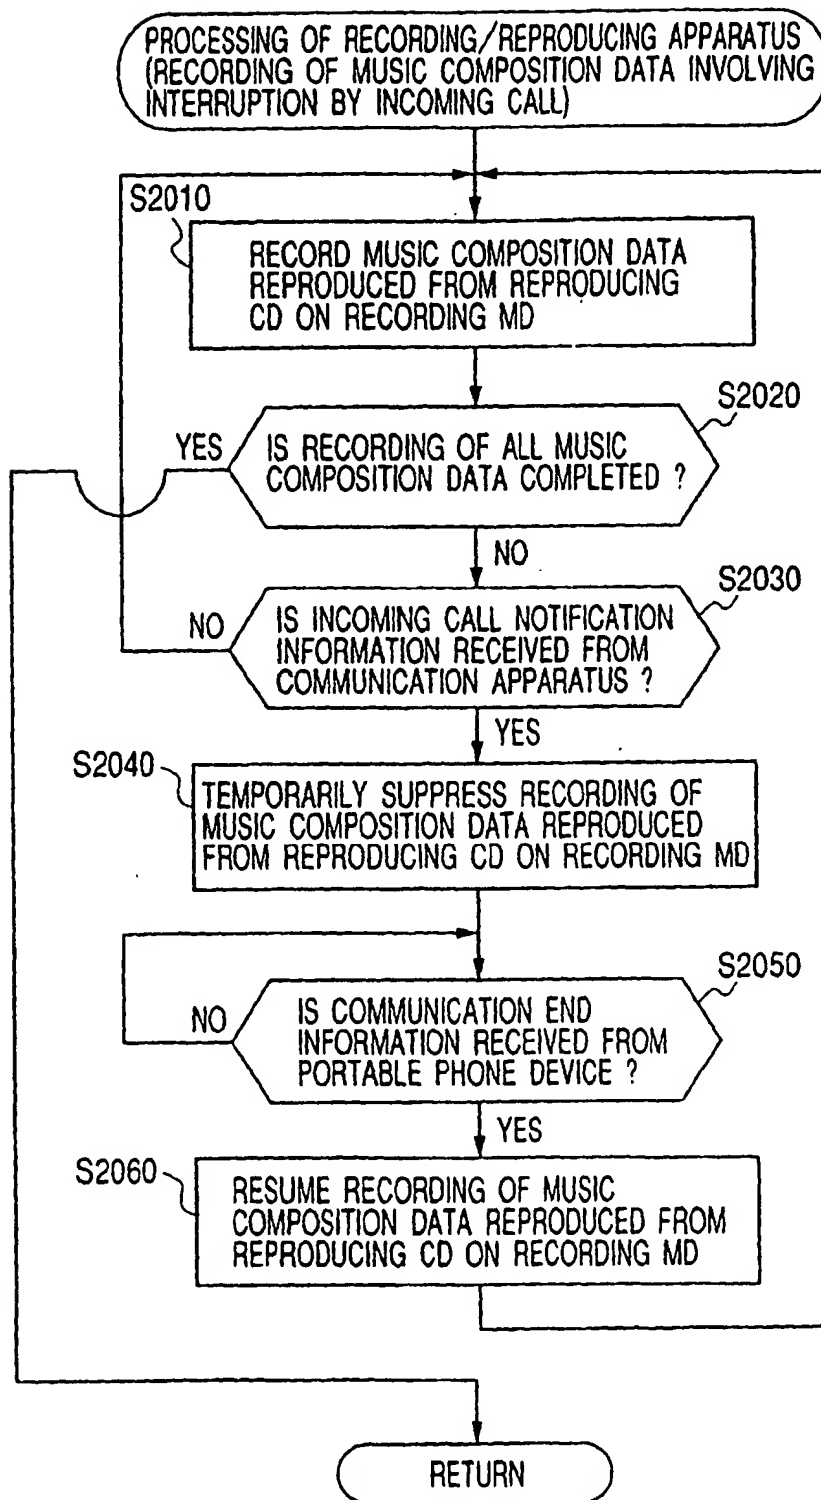 PROCESSING OF RECORDING/REPRODUCING APPARATUS
(RECORDING OF MUSIC COMPOSITION DATA INVOLVING
INTERRUPTION BY INCOMING CALL)
S2010
RECORD MUSIC COMPOSITION DATA
REPRODUCED FROM REPRODUCING
CD ON RECORDING MD
S2020
YES
IS RECORDING OF ALL MUSIC
COMPOSITION DATA COMPLETED ?
NO
S2030
NO
IS INCOMING CALL NOTIFICATION
INFORMATION RECEIVED FROM
COMMUNICATION APPARATUS ?
YES
S2040
TEMPORARILY SUPPRESS RECORDING OF
MUSIC COMPOSITION DATA REPRODUCED
FROM REPRODUCING CD ON RECORDING MD
S2050
NO
IS COMMUNICATION END
INFORMATION RECEIVED FROM
PORTABLE PHONE DEVICE ?
YES
S2060
RESUME RECORDING OF MUSIC
COMPOSITION DATA REPRODUCED FROM
REPRODUCING CD ON RECORDING MD
RETURN